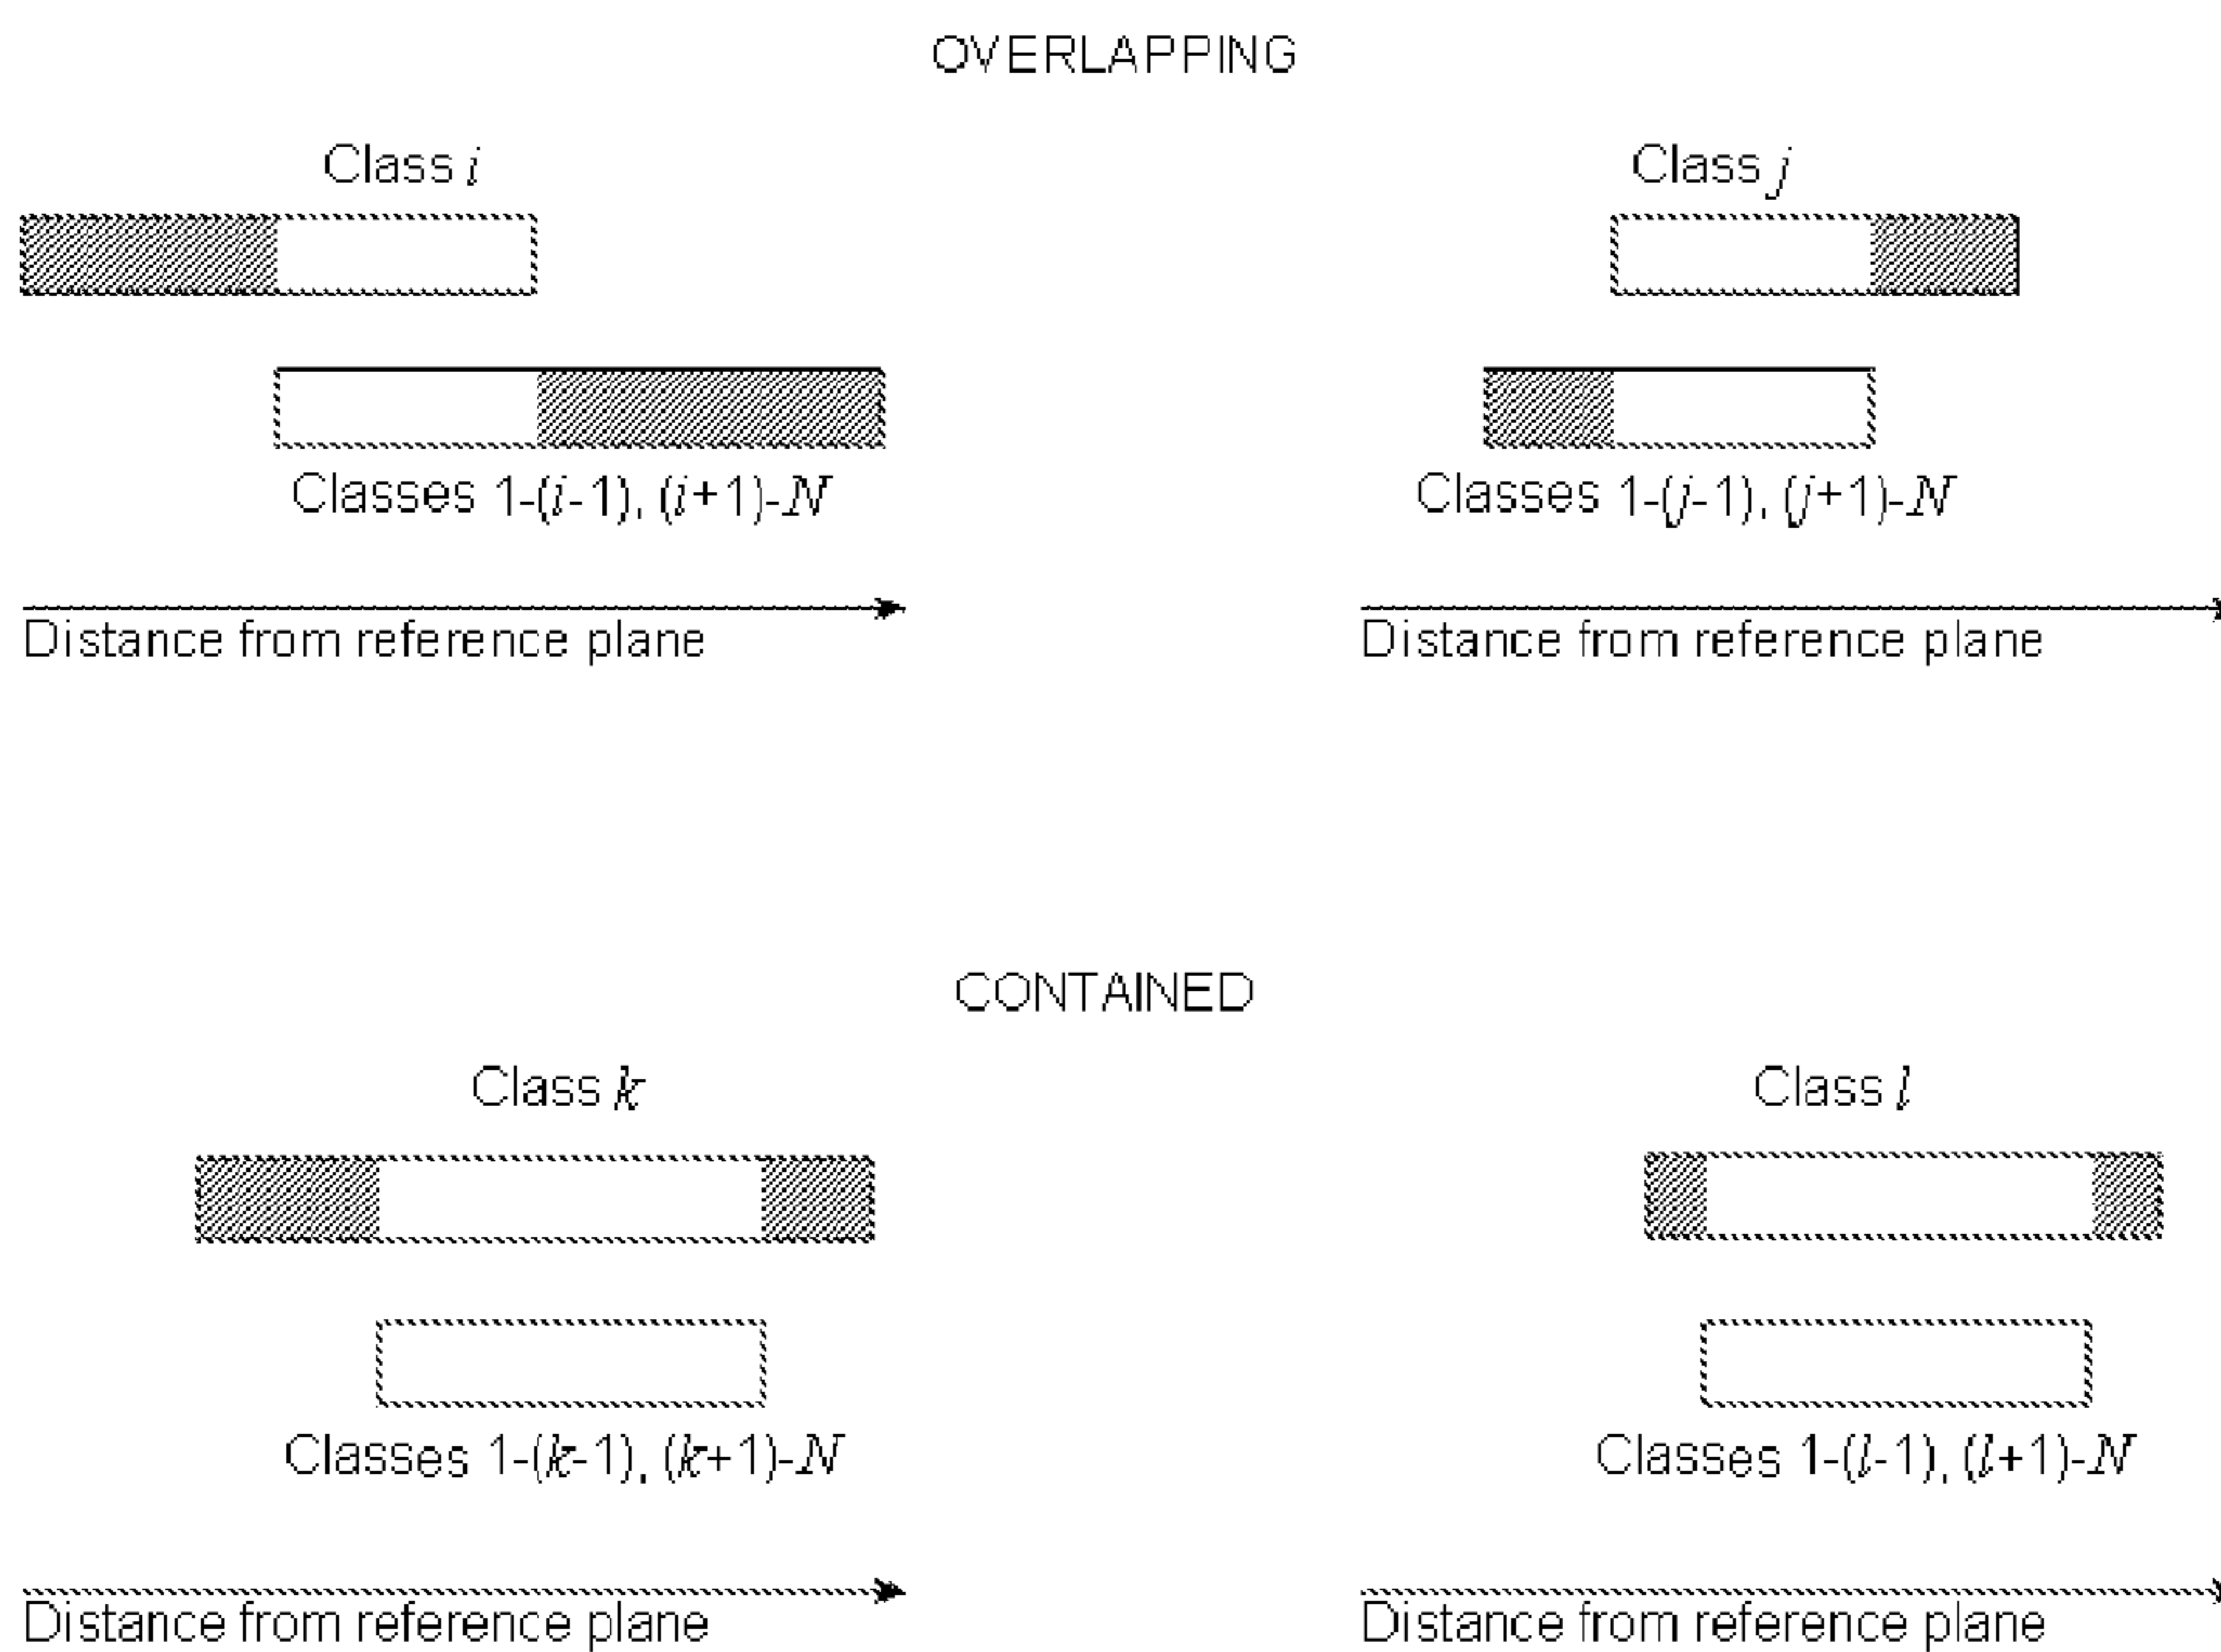 OVERLAPPING
Class i
Class j
Classes 1-(i-1), (i+1)-N
Classes 1-(j-1), (j+1)-N
Distance from reference plane
Distance from reference plane
CONTAINED
Class k
Class l
Classes 1-(k-1), (k+1)-N
Classes 1-(l-1), (l+1)-N
Distance from reference plane
Distance from reference plane